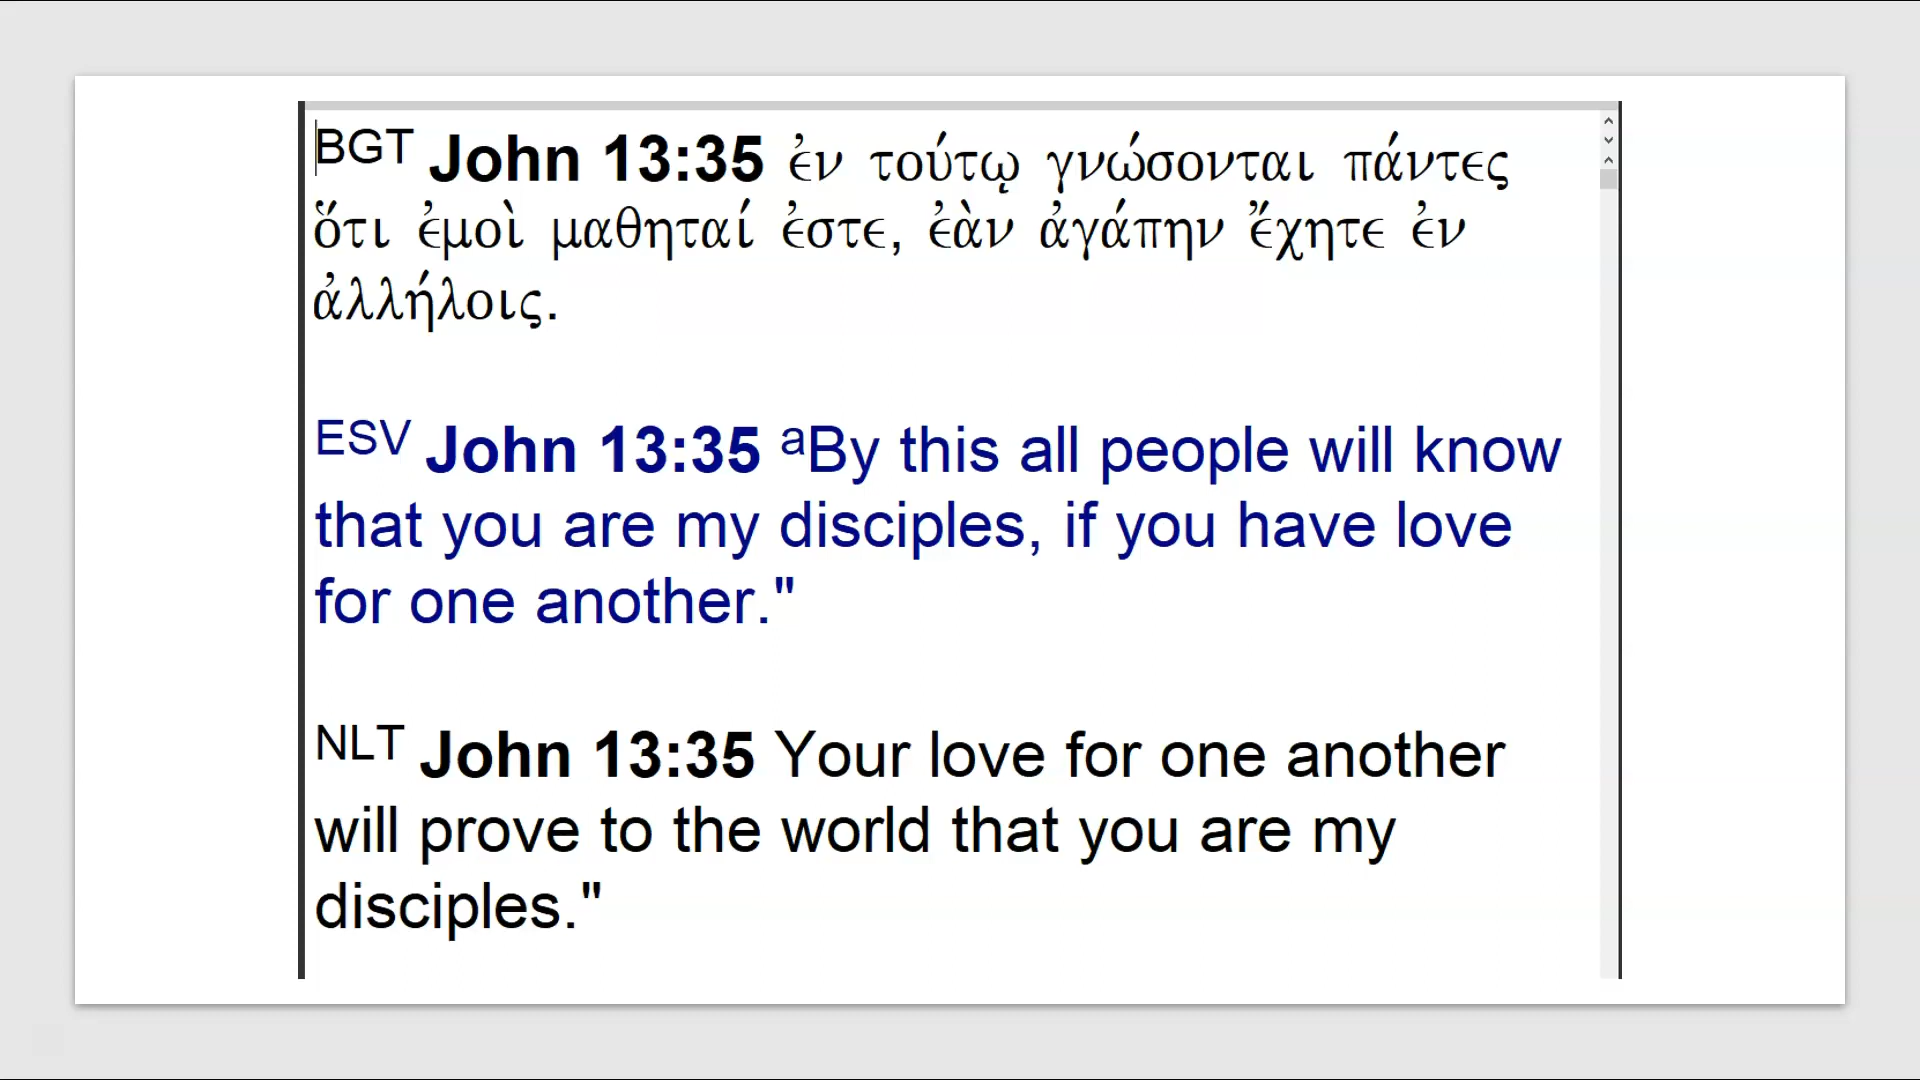 BGT John 13:35 ἐν τούτῳ γνώσονται πάντες
ὅτι ἐμοὶ μαθηταί ἐστε, ἐὰν ἀγάπην ἔχητε ἐν
ἀλλήλοις.
ESV John 13:35 aBy this all people will know
that you are my disciples, if you have love
for one another."
NLT John 13:35 Your love for one another
will prove to the world that you are my
disciples."